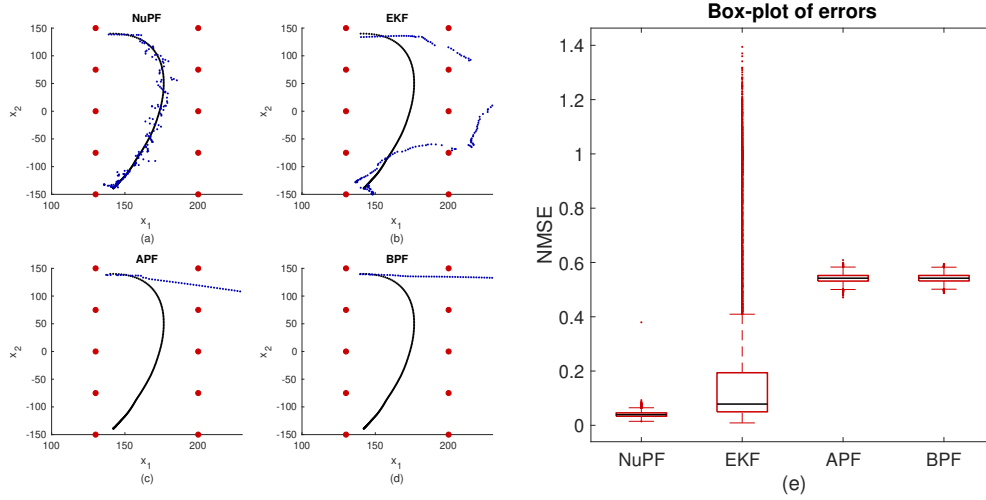 NuPF
150
100
50
0
-50
-100
-150
x2
100 150 200
x1
(a)
EKF
150
100
50
0
-50
-100
-150
x2
100 150 200
x1
(b)
APF
150
100
50
0
-50
-100
-150
x2
100 150 200
x1
(c)
BPF
150
100
50
0
-50
-100
-150
x2
100 150 200
x1
(d)
Box-plot of errors
1.4
1.2
1
0.8
0.6
0.4
0.2
0
NMSE
NuPF EKF APF BPF
(e)